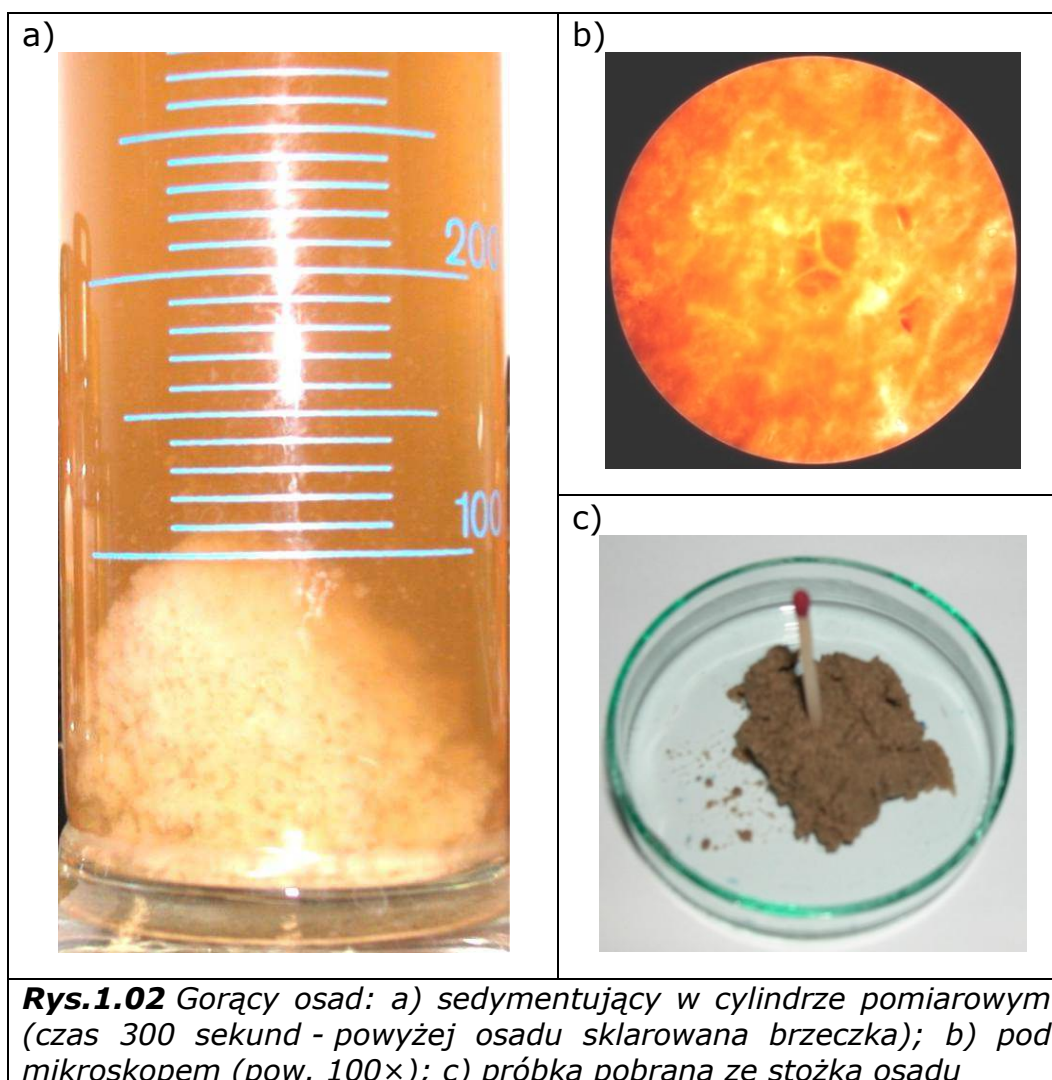 a)
200
100
b)
c)
Rys.1.02 Gorący osad: a) sedymentujący w cylindrze pomiarowym
(czas 300 sekund - powyżej osadu sklarowana brzeczka); b) pod
mikroskopem (pow. 100×); c) próbka pobrana ze stożka osadu